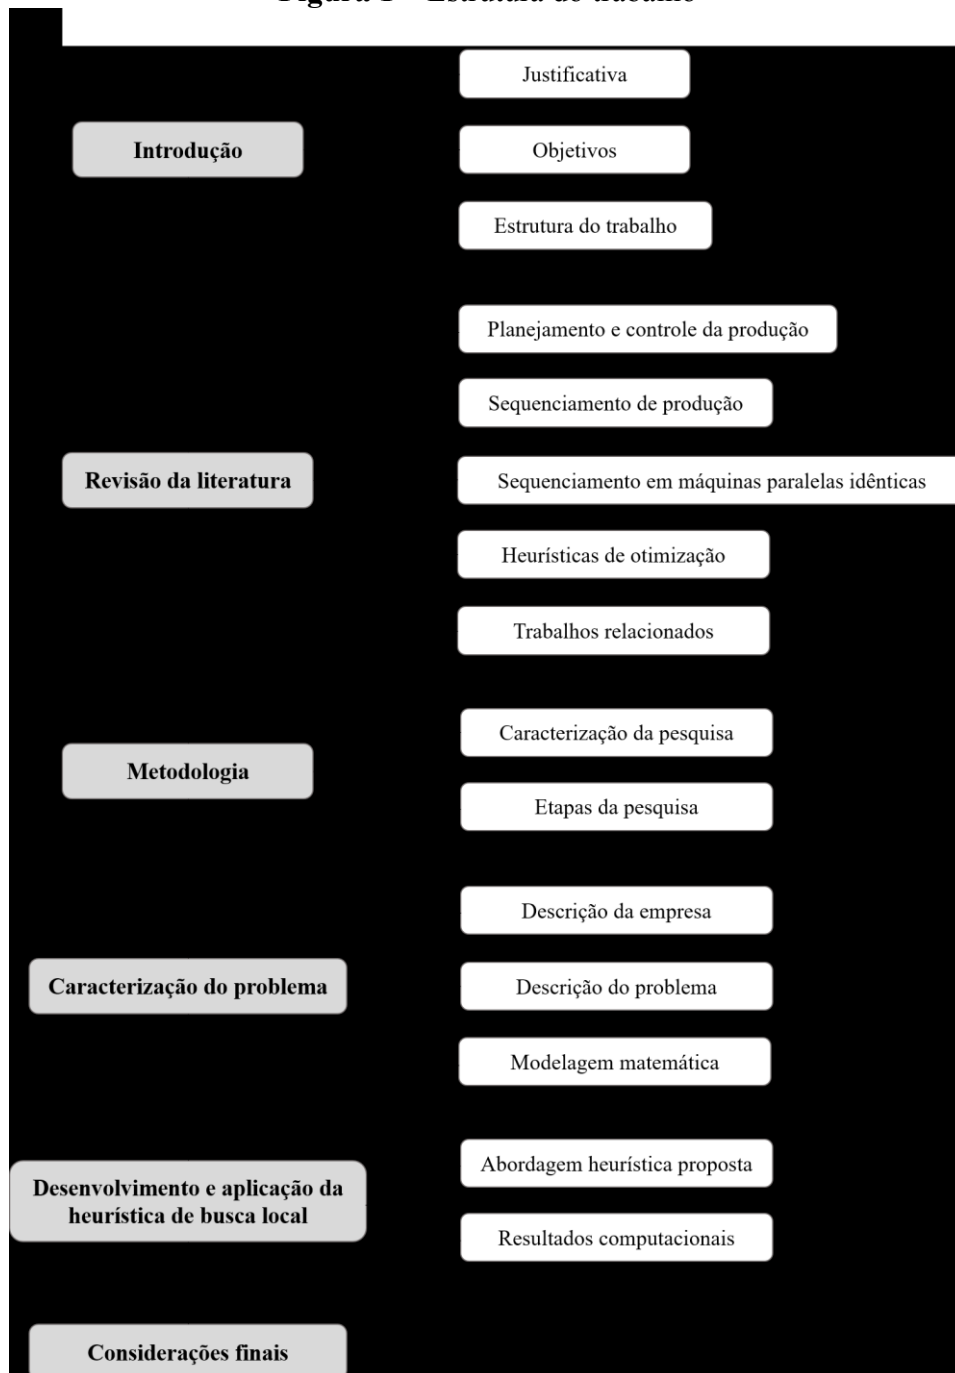 Figura 1 – Estrutura do trabalho
Justificativa
Introdução
Objetivos
Estrutura do trabalho
Planejamento e controle da produção
Sequenciamento de produção
Revisão da literatura
Sequenciamento em máquinas paralelas idênticas
Heurísticas de otimização
Trabalhos relacionados
Caracterização da pesquisa
Metodologia
Etapas da pesquisa
Descrição da empresa
Caracterização do problema
Descrição do problema
Modelagem matemática
Abordagem heurística proposta
Desenvolvimento e aplicação da
heurística de busca local
Resultados computacionais
Considerações finais